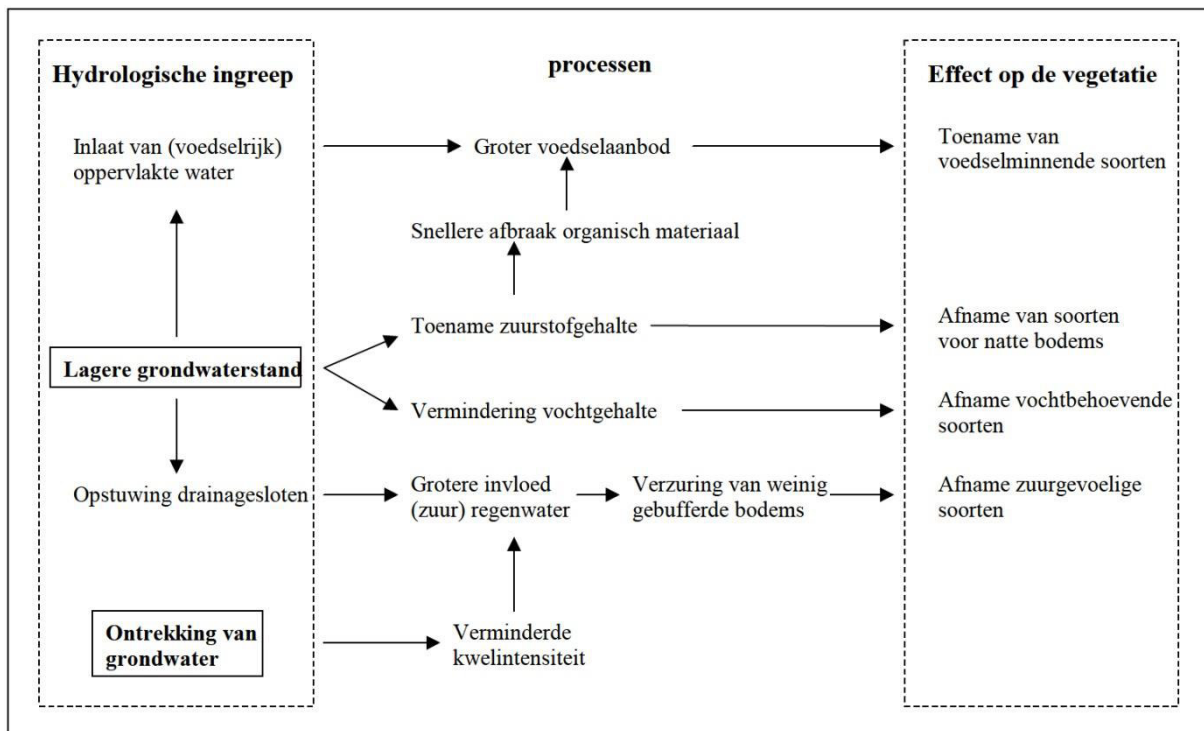 Hydrologische ingreep
processen
Effect op de vegetatie
Inlaat van (voedselrijk)
oppervlakte water
Groter voedselaanbod
Toename van
voedselminnende soorten
Snellere afbraak organisch materiaal
Toename zuurstofgehalte
Afname van soorten
voor natte bodems
Lagere grondwaterstand
Vermindering vochtgehalte
Afname vochtbehoevende
soorten
Opstuwing drainagesloten
Grotere invloed
(zuur) regenwater
Verzuring van weinig
gebufferde bodems
Afname zuurgevoelige
soorten
Ontrekking van
grondwater
Verminderde
kwelintensiteit